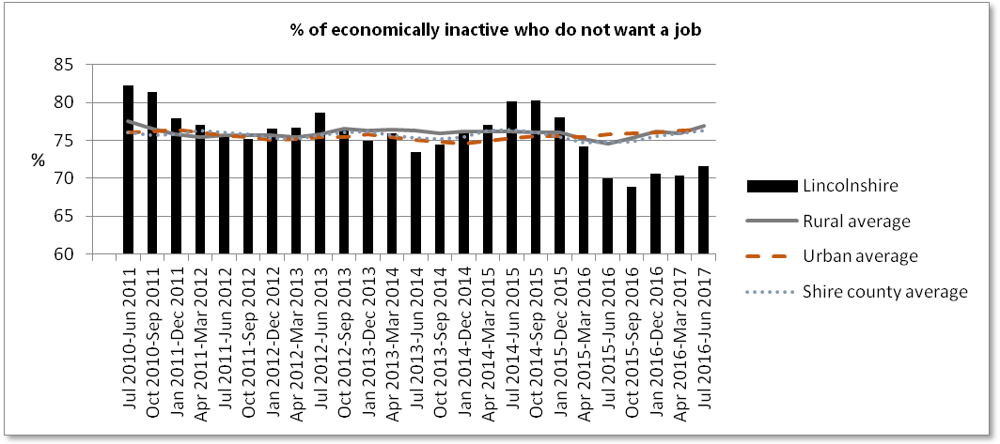 % of economically inactive who do not want a job
85
80
75
70
65
60
%
Jul 2010-Jun 2011
Oct 2010-Sep 2011
Jan 2011-Dec 2011
Apr 2011-Mar 2012
Jul 2011-Jun 2012
Oct 2011-Sep 2012
Jan 2012-Dec 2012
Apr 2012-Mar 2013
Jul 2012-Jun 2013
Oct 2012-Sep 2013
Jan 2013-Dec 2013
Apr 2013-Mar 2014
Jul 2013-Jun 2014
Oct 2013-Sep 2014
Jan 2014-Dec 2014
Apr 2014-Mar 2015
Jul 2014-Jun 2015
Oct 2014-Sep 2015
Jan 2015-Dec 2015
Apr 2015-Mar 2016
Jul 2015-Jun 2016
Oct 2015-Sep 2016
Jan 2016-Dec 2016
Apr 2016-Mar 2017
Jul 2016-Jun 2017
Lincolnshire
Rural average
Urban average
Shire county average